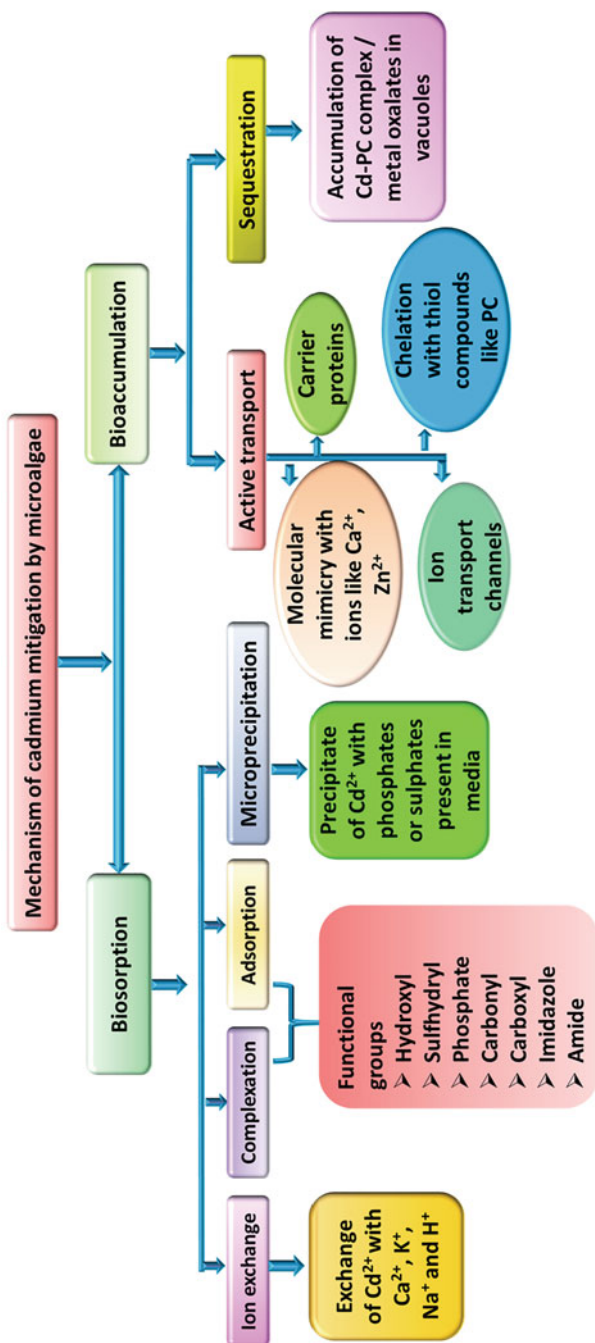 Mechanism of cadmium mitigation by microalgae
Biosorption
Bioaccumulation
Ion exchange
Complexation
Adsorption
Microprecipitation
Active transport
Sequestration
Exchange
of Cd²⁺ with
Ca²⁺, K⁺,
Na⁺ and H⁺
Functional
groups
➤ Hydroxyl
➤ Sulfhydryl
➤ Phosphate
➤ Carbonyl
➤ Carboxyl
➤ Imidazole
➤ Amide
Precipitate
of Cd²⁺ with
phosphates
or sulphates
present in
media
Molecular
mimicry with
ions like Ca²⁺,
Zn²⁺
Carrier
proteins
Ion
transport
channels
Chelation
with thiol
compounds
like PC
Accumulation of
Cd-PC complex /
metal oxalates in
vacuoles